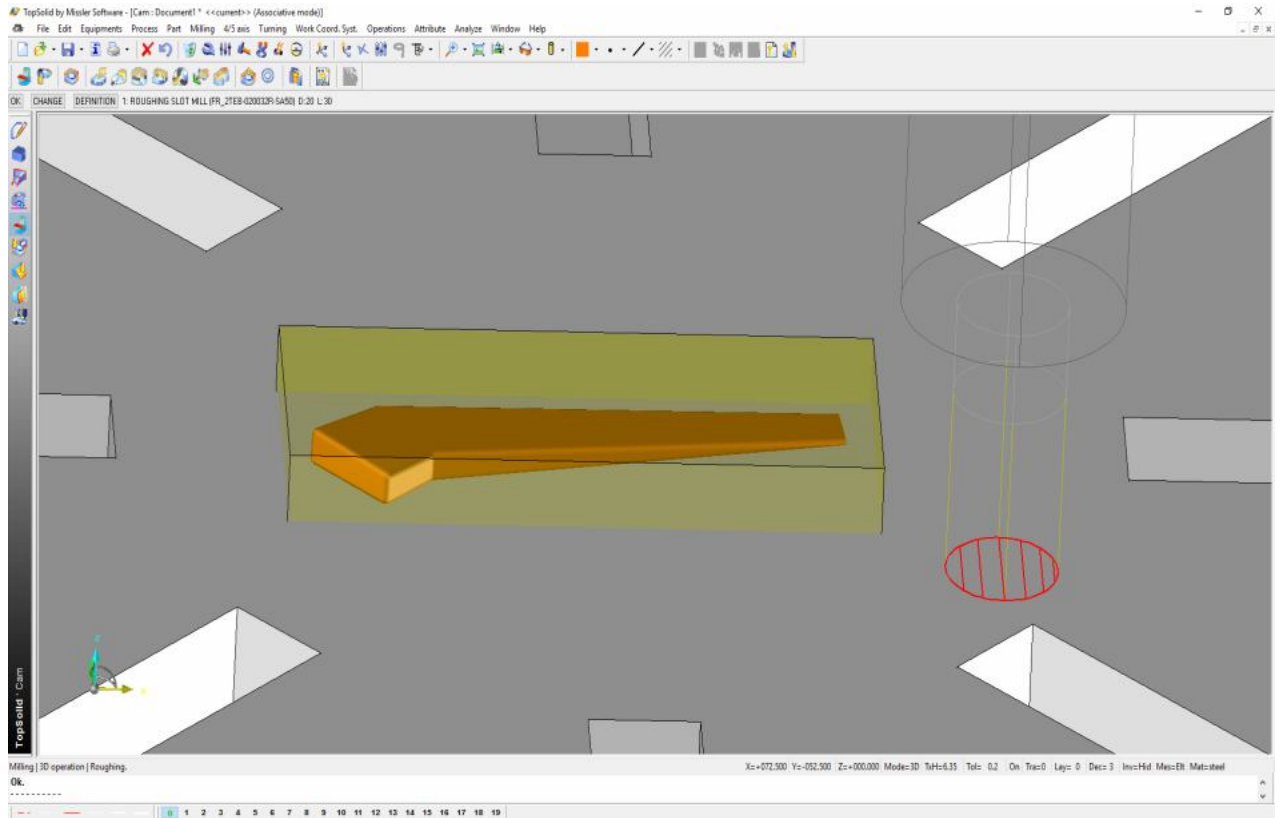 TopSolid by Missler Software - [Cam : Document1 * <<current>> (Associative mode)]
File Edit Equipments Process Part Milling 4/5 axis Turning Work Coord. Syst. Operations Attribute Analyze Window Help
OK CHANGE DEFINITION 1: ROUGHING SLOT MILL (FR_2TEB-020032R-SA50) D:20 L:30
TopSolid ' Cam
Milling | 3D operation | Roughing.
X=+072.500 Y=-052.500 Z=+000.000 Mode=3D TxH=6.35 Tol= 0.2 On Tra=0 Lay= 0 Dec= 3 Inv=Hid Mes=Elt Mat=steel
Ok.
----------
0 1 2 3 4 5 6 7 8 9 10 11 12 13 14 15 16 17 18 19